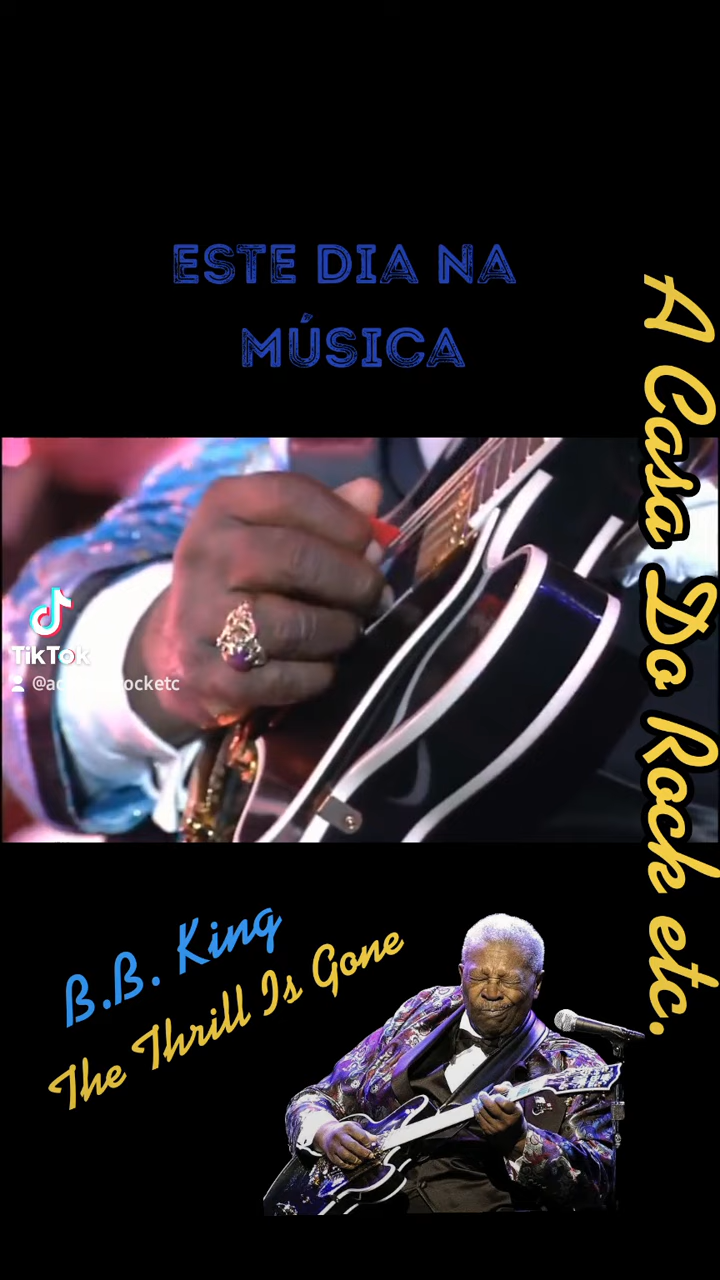 ESTE DIA NA
MÚSICA
A Casa Do Rock etc.
TikTok
B.B. King
The Thrill Is Gone